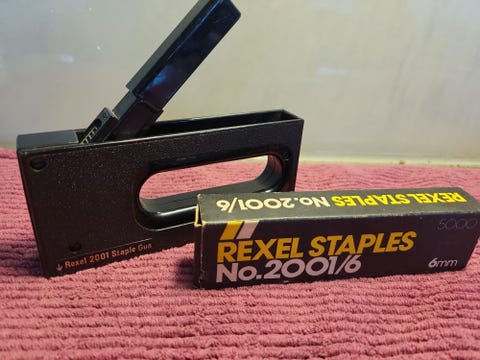 ↓ Rexel 2001 Staple Gun
REXEL STAPLES
No.2001/6
5000
REXEL STAPLES
No.2001/6
6mm